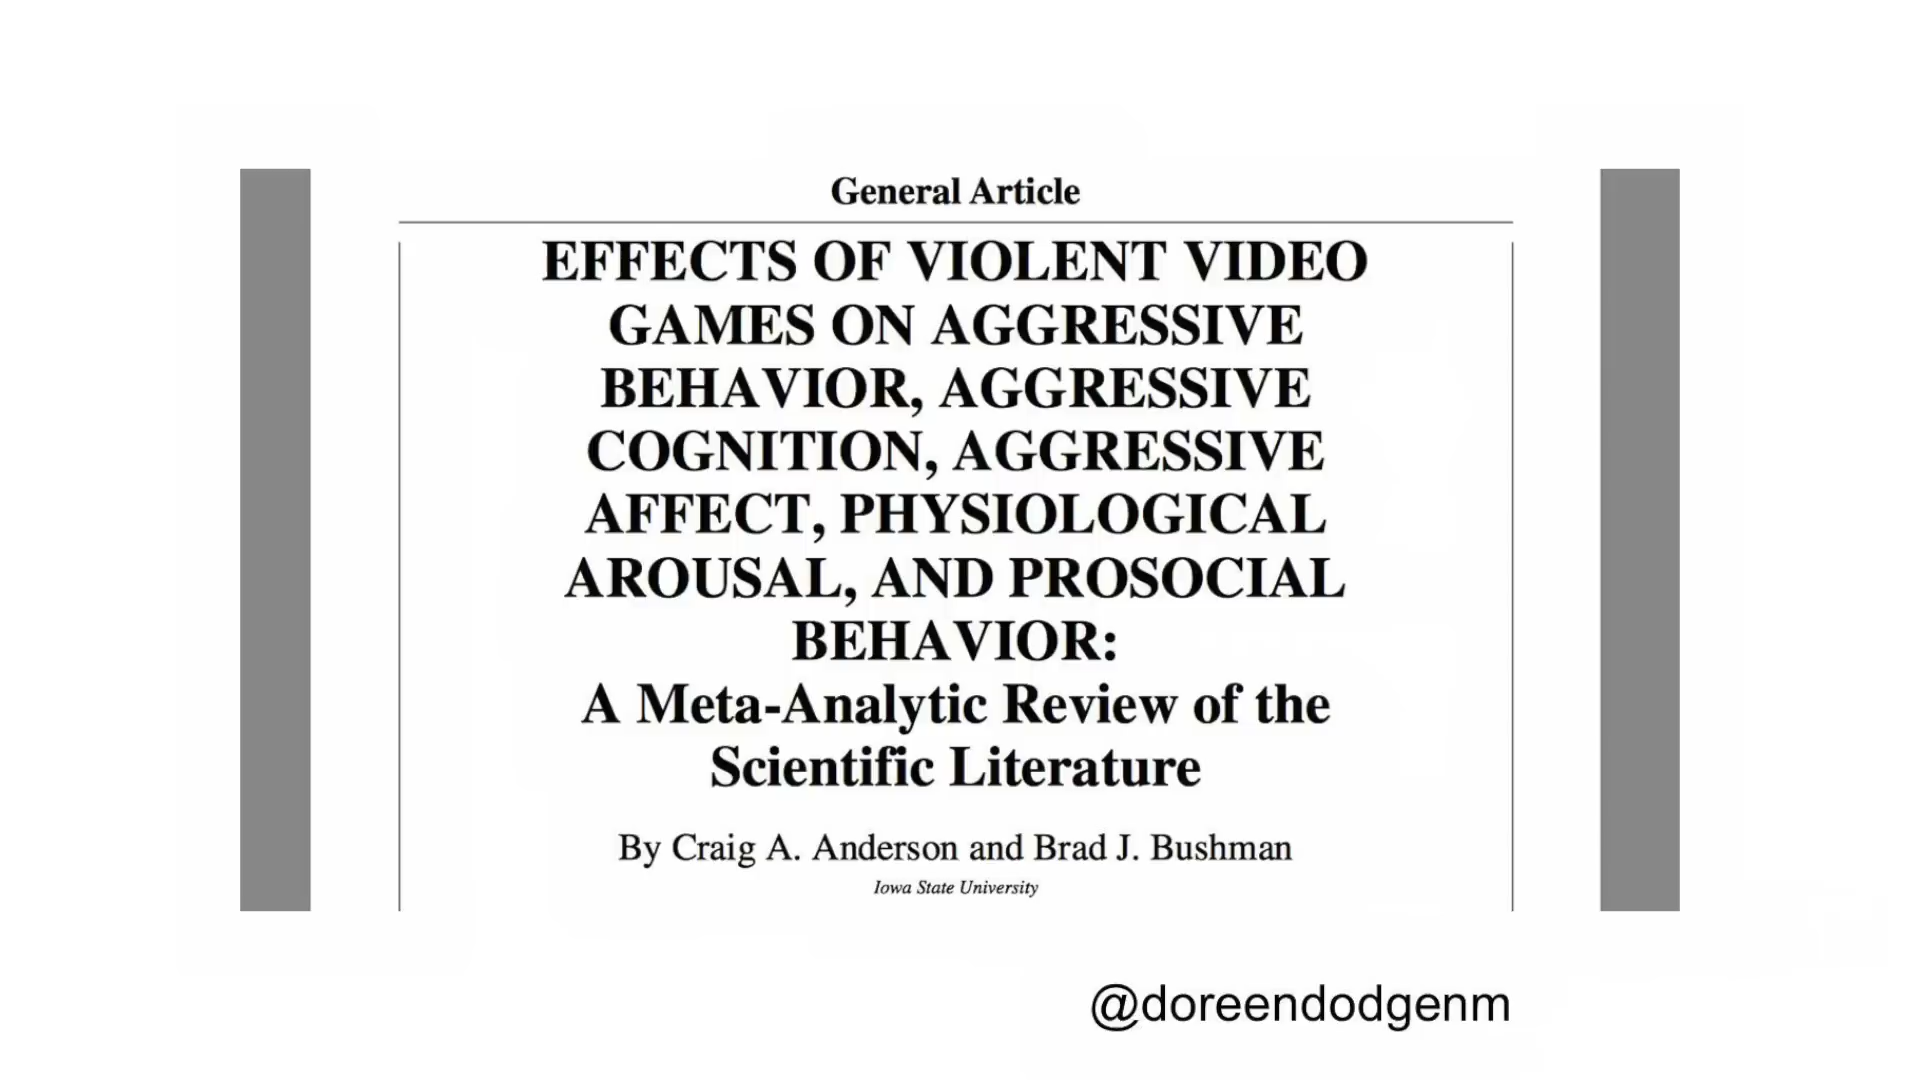 General Article
EFFECTS OF VIOLENT VIDEO
GAMES ON AGGRESSIVE
BEHAVIOR, AGGRESSIVE
COGNITION, AGGRESSIVE
AFFECT, PHYSIOLOGICAL
AROUSAL, AND PROSOCIAL
BEHAVIOR:
A Meta-Analytic Review of the
Scientific Literature
By Craig A. Anderson and Brad J. Bushman
Iowa State University
@doreendodgenm